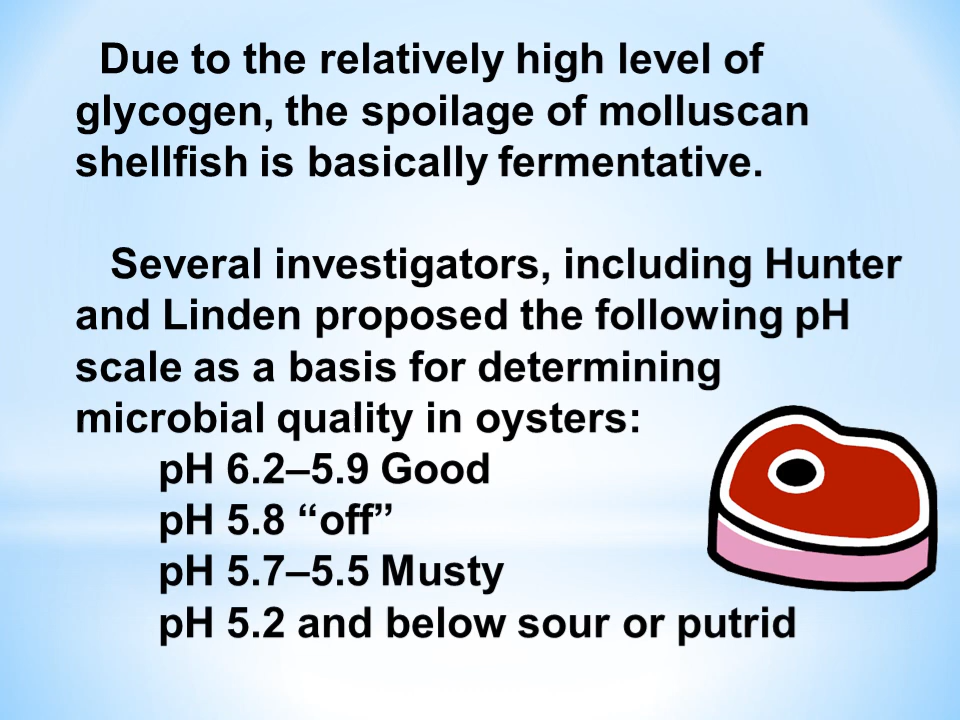 Due to the relatively high level of
glycogen, the spoilage of molluscan
shellfish is basically fermentative.
Several investigators, including Hunter
and Linden proposed the following pH
scale as a basis for determining
microbial quality in oysters:
pH 6.2–5.9 Good
pH 5.8 “off”
pH 5.7–5.5 Musty
pH 5.2 and below sour or putrid